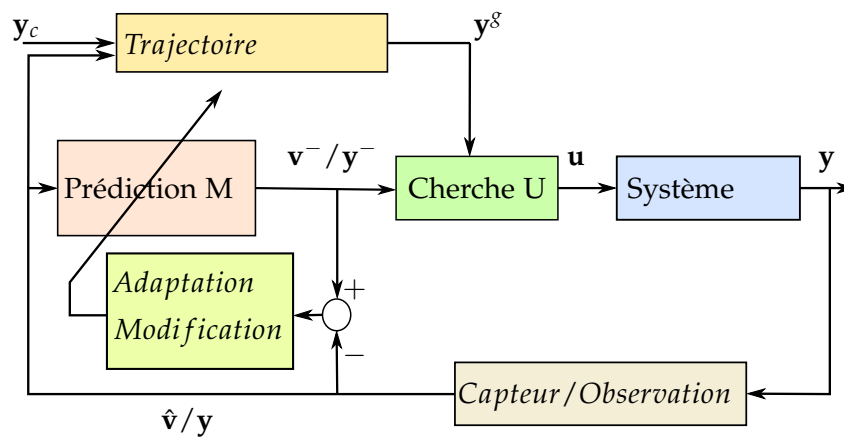 y_c
Trajectoire
y^g
Prédiction M
v^−/y^−
Cherche U
u
Système
y
Adaptation
Modification
+
−
Capteur/Observation
v̂/y